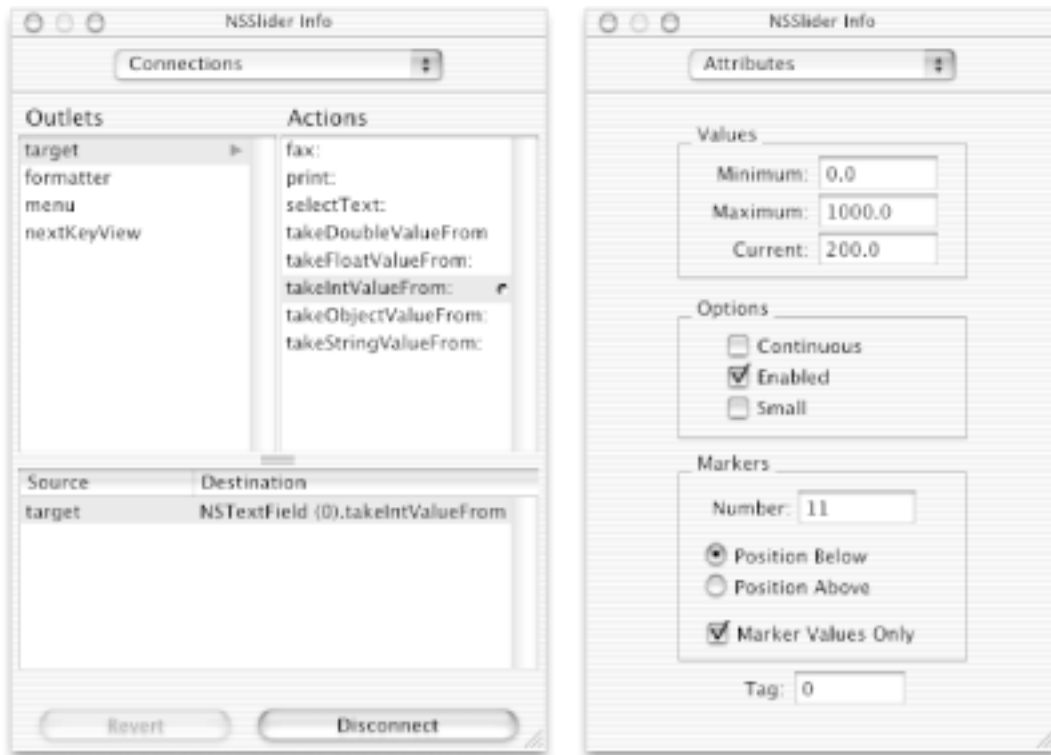 NSSlider Info
Connections
Outlets
Actions
target
formatter
menu
nextKeyView
fax:
print:
selectText:
takeDoubleValueFrom
takeFloatValueFrom:
takeIntValueFrom:
takeObjectValueFrom:
takeStringValueFrom:
Source Destination
target NSTextField (0).takeIntValueFrom
Revert Disconnect
NSSlider Info
Attributes
Values
Minimum: 0.0
Maximum: 1000.0
Current: 200.0
Options
Continuous
Enabled
Small
Markers
Number: 11
Position Below
Position Above
Marker Values Only
Tag: 0